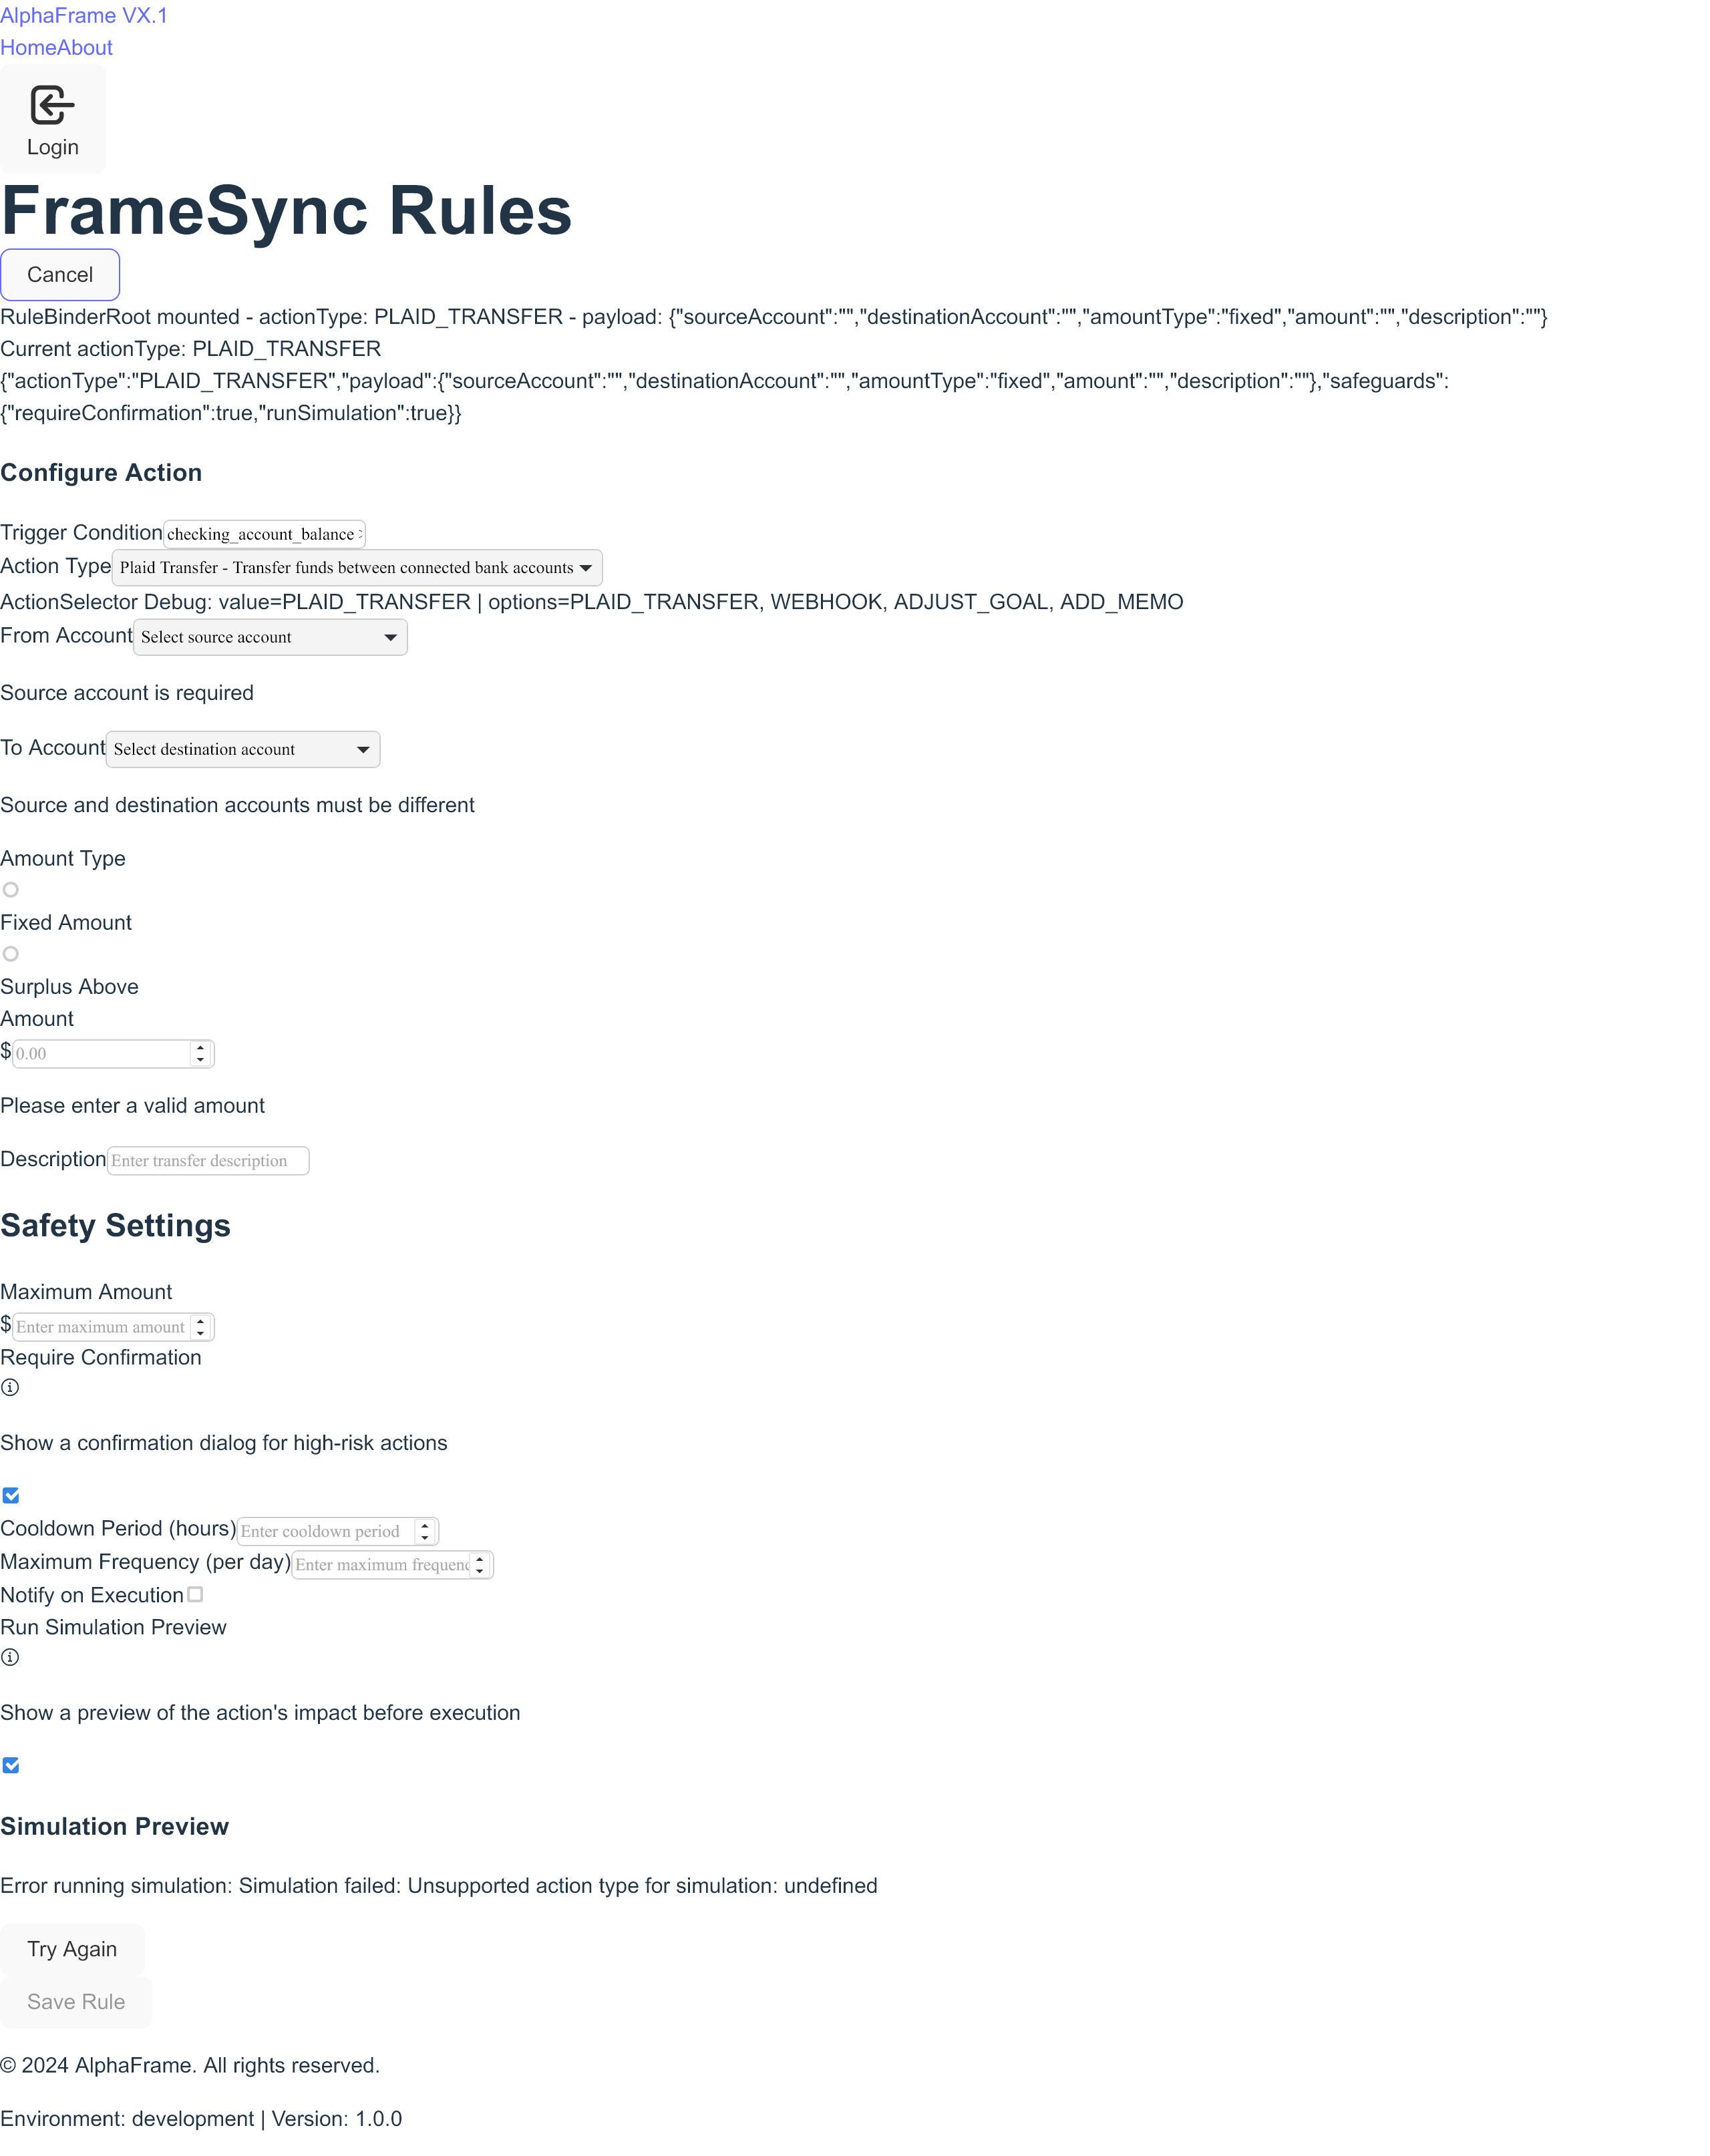 AlphaFrame VX.1
HomeAbout
Login
FrameSync Rules
Cancel
RuleBinderRoot mounted - actionType: PLAID_TRANSFER - payload: {"sourceAccount":"","destinationAccount":"","amountType":"fixed","amount":"","description":""}
Current actionType: PLAID_TRANSFER
{"actionType":"PLAID_TRANSFER","payload":{"sourceAccount":"","destinationAccount":"","amountType":"fixed","amount":"","description":""},"safeguards":
{"requireConfirmation":true,"runSimulation":true}}
Configure Action
Trigger Condition checking_account_balance
Action Type Plaid Transfer - Transfer funds between connected bank accounts
ActionSelector Debug: value=PLAID_TRANSFER | options=PLAID_TRANSFER, WEBHOOK, ADJUST_GOAL, ADD_MEMO
From Account Select source account
Source account is required
To Account Select destination account
Source and destination accounts must be different
Amount Type
Fixed Amount
Surplus Above
Amount
$ 0.00
Please enter a valid amount
Description Enter transfer description
Safety Settings
Maximum Amount
$ Enter maximum amount
Require Confirmation
Show a confirmation dialog for high-risk actions
Cooldown Period (hours) Enter cooldown period
Maximum Frequency (per day) Enter maximum frequenc
Notify on Execution
Run Simulation Preview
Show a preview of the action's impact before execution
Simulation Preview
Error running simulation: Simulation failed: Unsupported action type for simulation: undefined
Try Again
Save Rule
© 2024 AlphaFrame. All rights reserved.
Environment: development | Version: 1.0.0